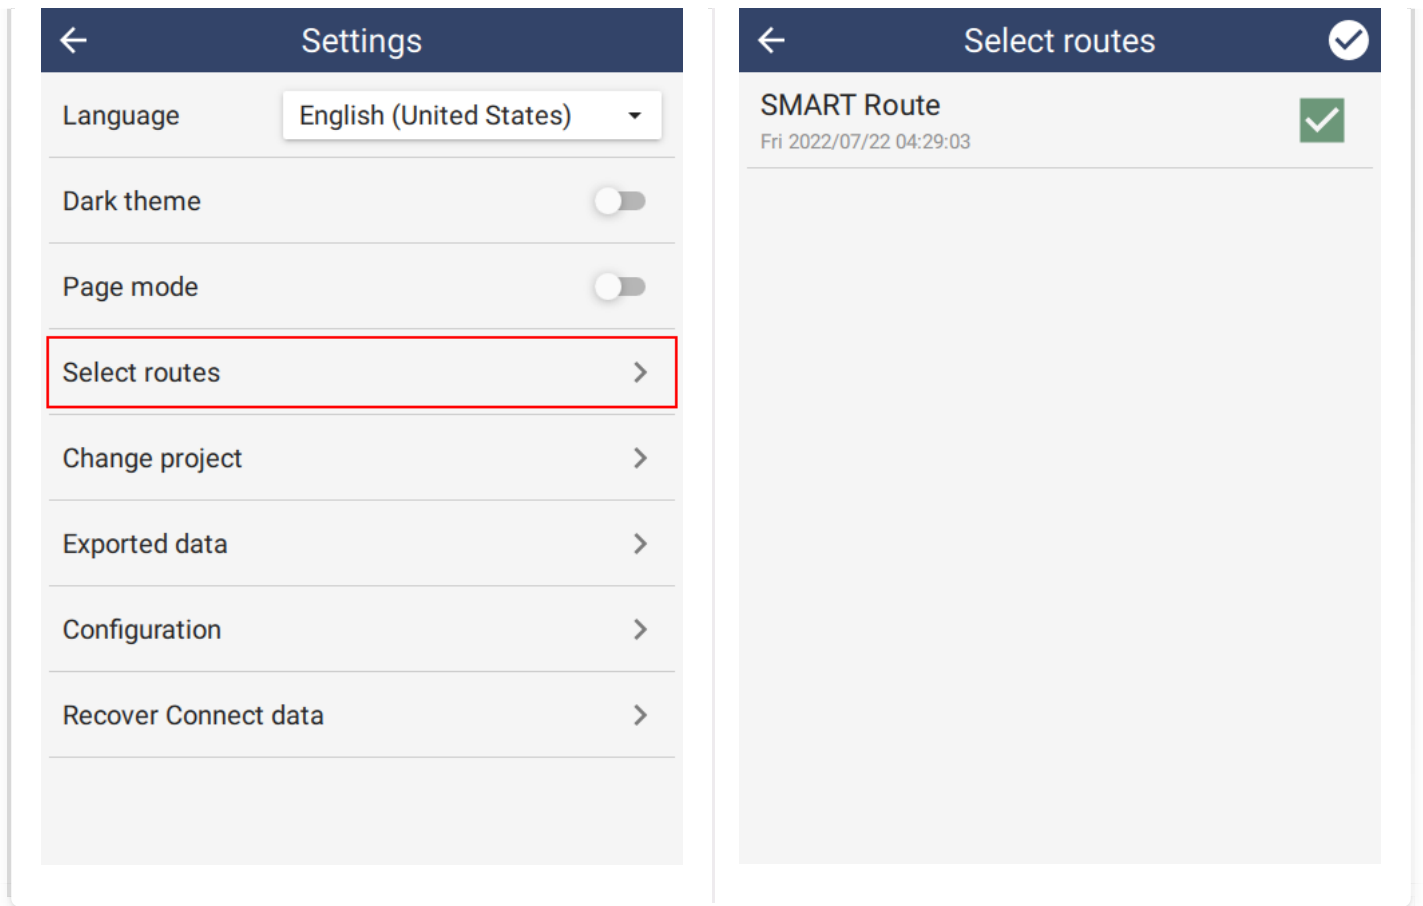 Settings
Language
English (United States)
Dark theme
Page mode
Select routes
Change project
Exported data
Configuration
Recover Connect data
Select routes
SMART Route
Fri 2022/07/22 04:29:03